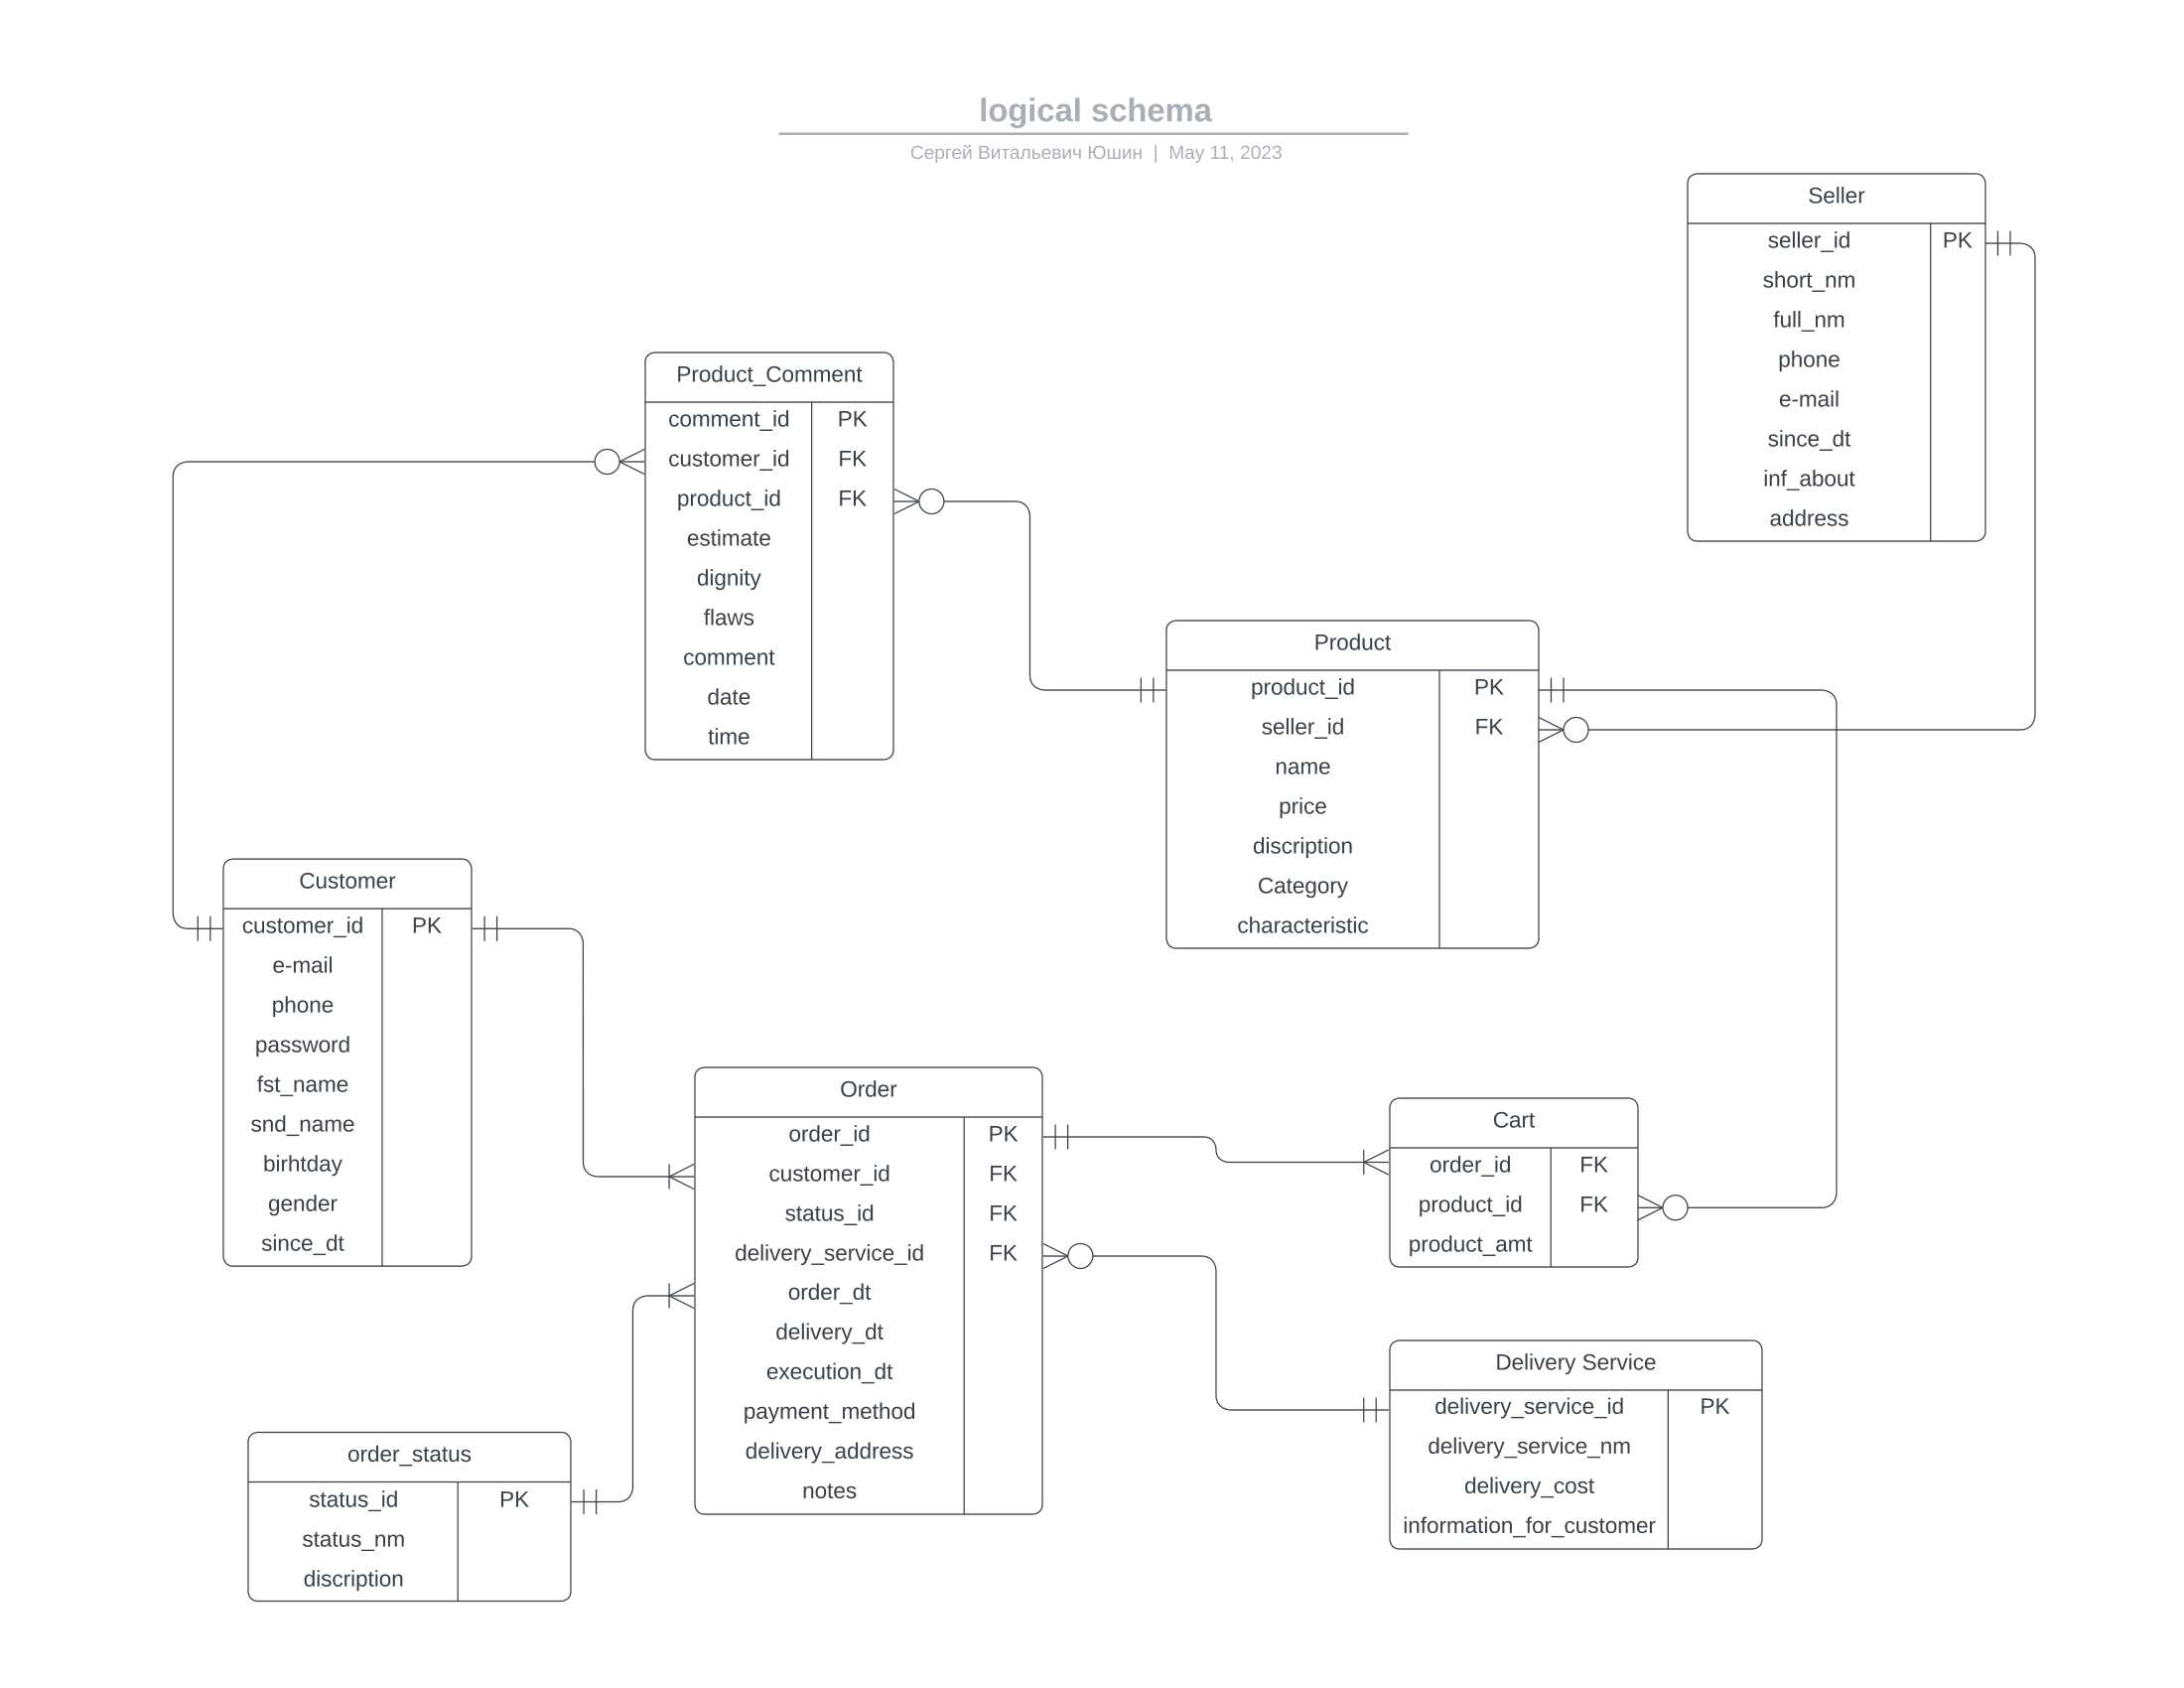 logical schema
Сергей Витальевич Юшин | May 11, 2023
Seller
seller_id PK
short_nm
full_nm
phone
e-mail
since_dt
inf_about
address
Product_Comment
comment_id PK
customer_id FK
product_id FK
estimate
dignity
flaws
comment
date
time
Product
product_id PK
seller_id FK
name
price
discription
Category
characteristic
Customer
customer_id PK
e-mail
phone
password
fst_name
snd_name
birhtday
gender
since_dt
Order
order_id PK
customer_id FK
status_id FK
delivery_service_id FK
order_dt
delivery_dt
execution_dt
payment_method
delivery_address
notes
Cart
order_id FK
product_id FK
product_amt
Delivery Service
delivery_service_id PK
delivery_service_nm
delivery_cost
information_for_customer
order_status
status_id PK
status_nm
discription